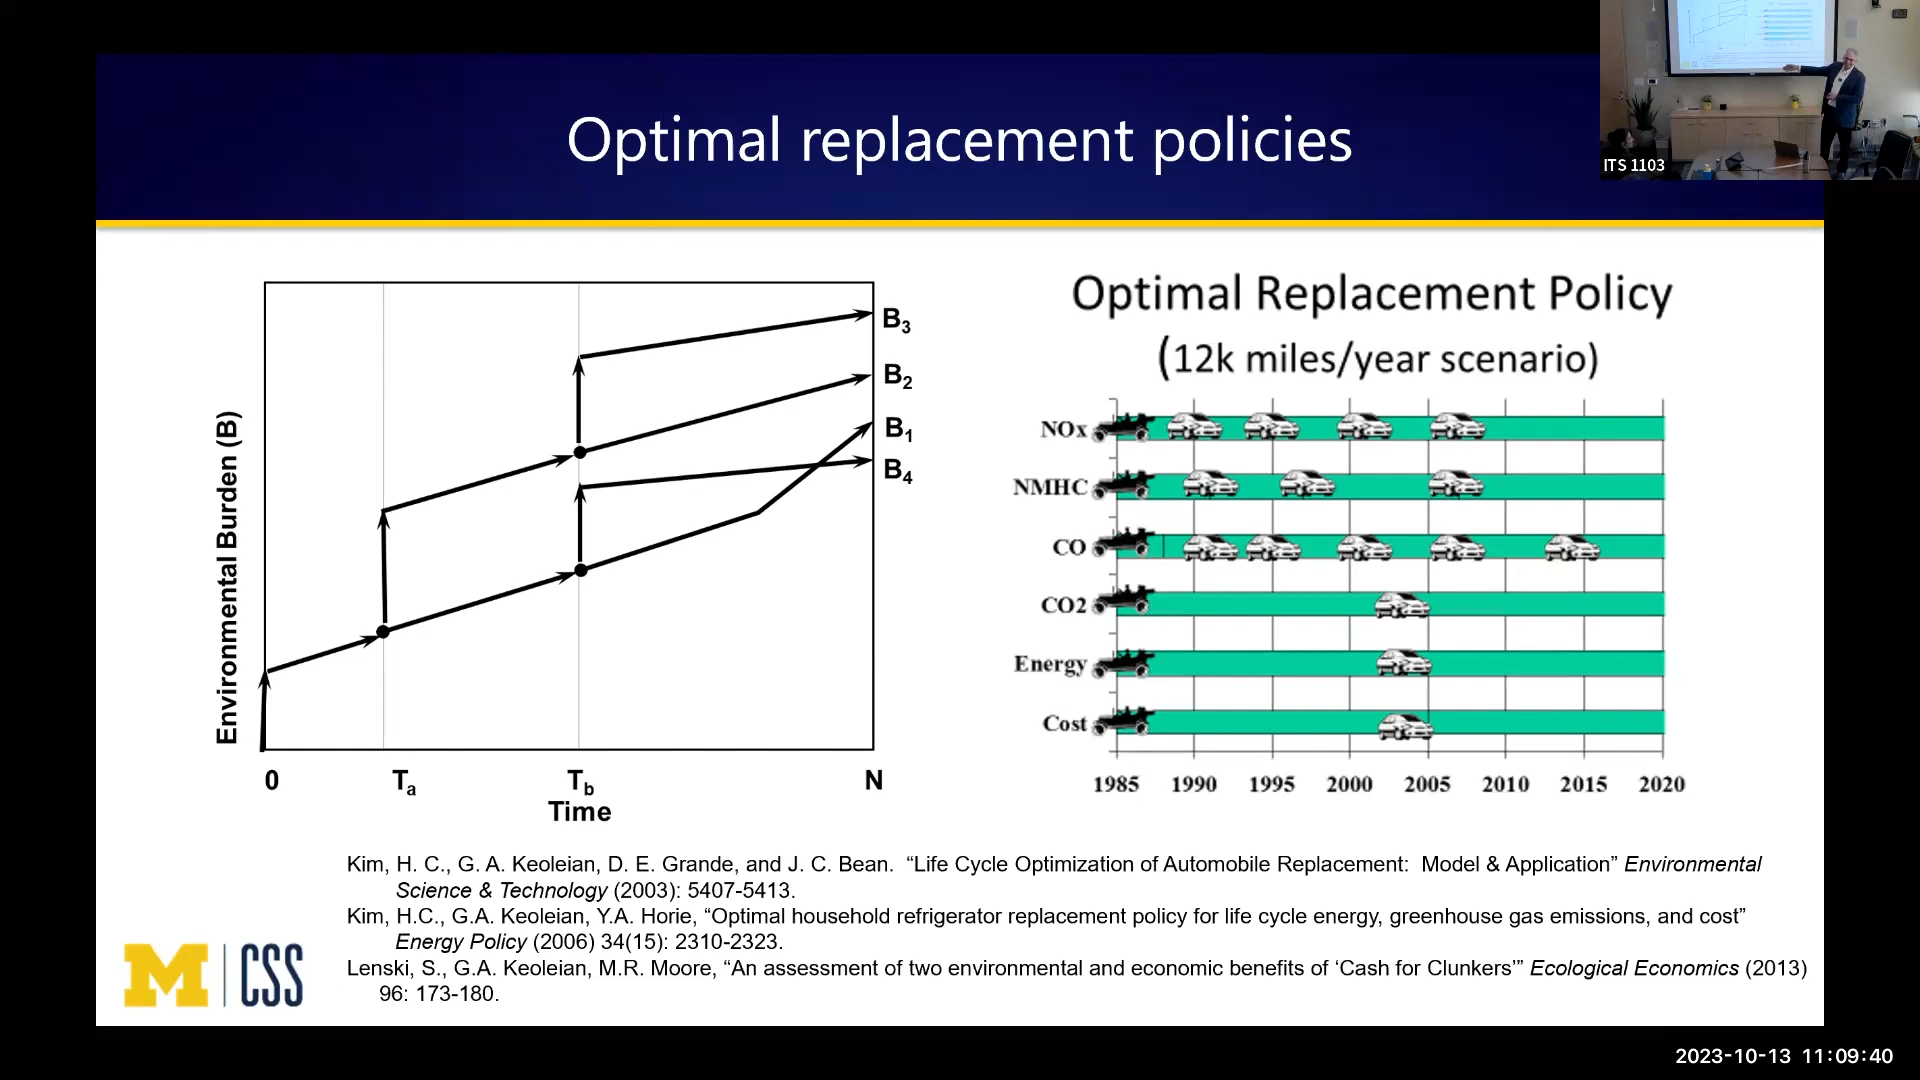 Optimal replacement policies
ITS 1103
Environmental Burden (B)
B3
B2
B1
B4
0
Ta
Tb
N
Time
Optimal Replacement Policy
(12k miles/year scenario)
NOx
NMHC
CO
CO2
Energy
Cost
1985 1990 1995 2000 2005 2010 2015 2020
Kim, H. C., G. A. Keoleian, D. E. Grande, and J. C. Bean. “Life Cycle Optimization of Automobile Replacement: Model & Application” Environmental
Science & Technology (2003): 5407-5413.
Kim, H.C., G.A. Keoleian, Y.A. Horie, “Optimal household refrigerator replacement policy for life cycle energy, greenhouse gas emissions, and cost”
Energy Policy (2006) 34(15): 2310-2323.
Lenski, S., G.A. Keoleian, M.R. Moore, “An assessment of two environmental and economic benefits of ‘Cash for Clunkers’” Ecological Economics (2013)
96: 173-180.
M CSS
2023-10-13 11:09:40